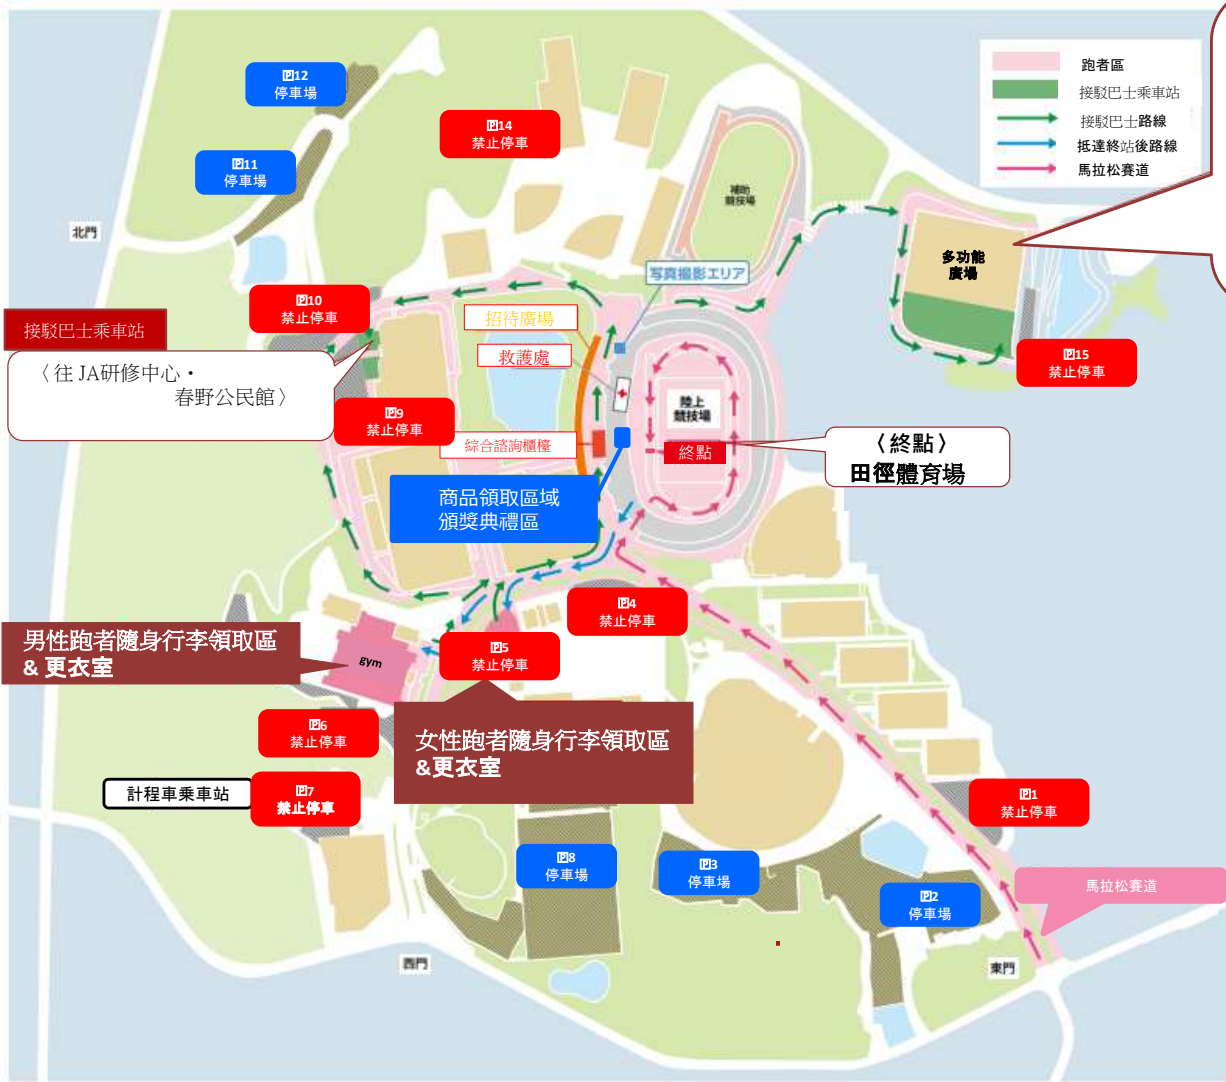 跑者區
接駁巴士乘車站
接駁巴士路線
抵達終站後路線
馬拉松賽道
🄿12
停車場
🄿14
禁止停車
🄿11
停車場
補助
競技場
北門
多功能
廣場
写真撮影エリア
🄿10
禁止停車
招待廣場
接駁巴士乘車站
〈往 JA研修中心・
春野公民館〉
救護處
🄿15
禁止停車
🄿9
禁止停車
陸上
競技場
綜合諮詢櫃檯
終點
〈終點〉
田徑體育場
商品領取區域
頒獎典禮區
🄿4
禁止停車
男性跑者隨身行李領取區
& 更衣室
gym
🄿5
禁止停車
🄿6
禁止停車
女性跑者隨身行李領取區
&更衣室
計程車乘車站
🄿7
禁止停車
🄿1
禁止停車
🄿8
停車場
🄿3
停車場
🄿2
停車場
馬拉松賽道
西門
東門